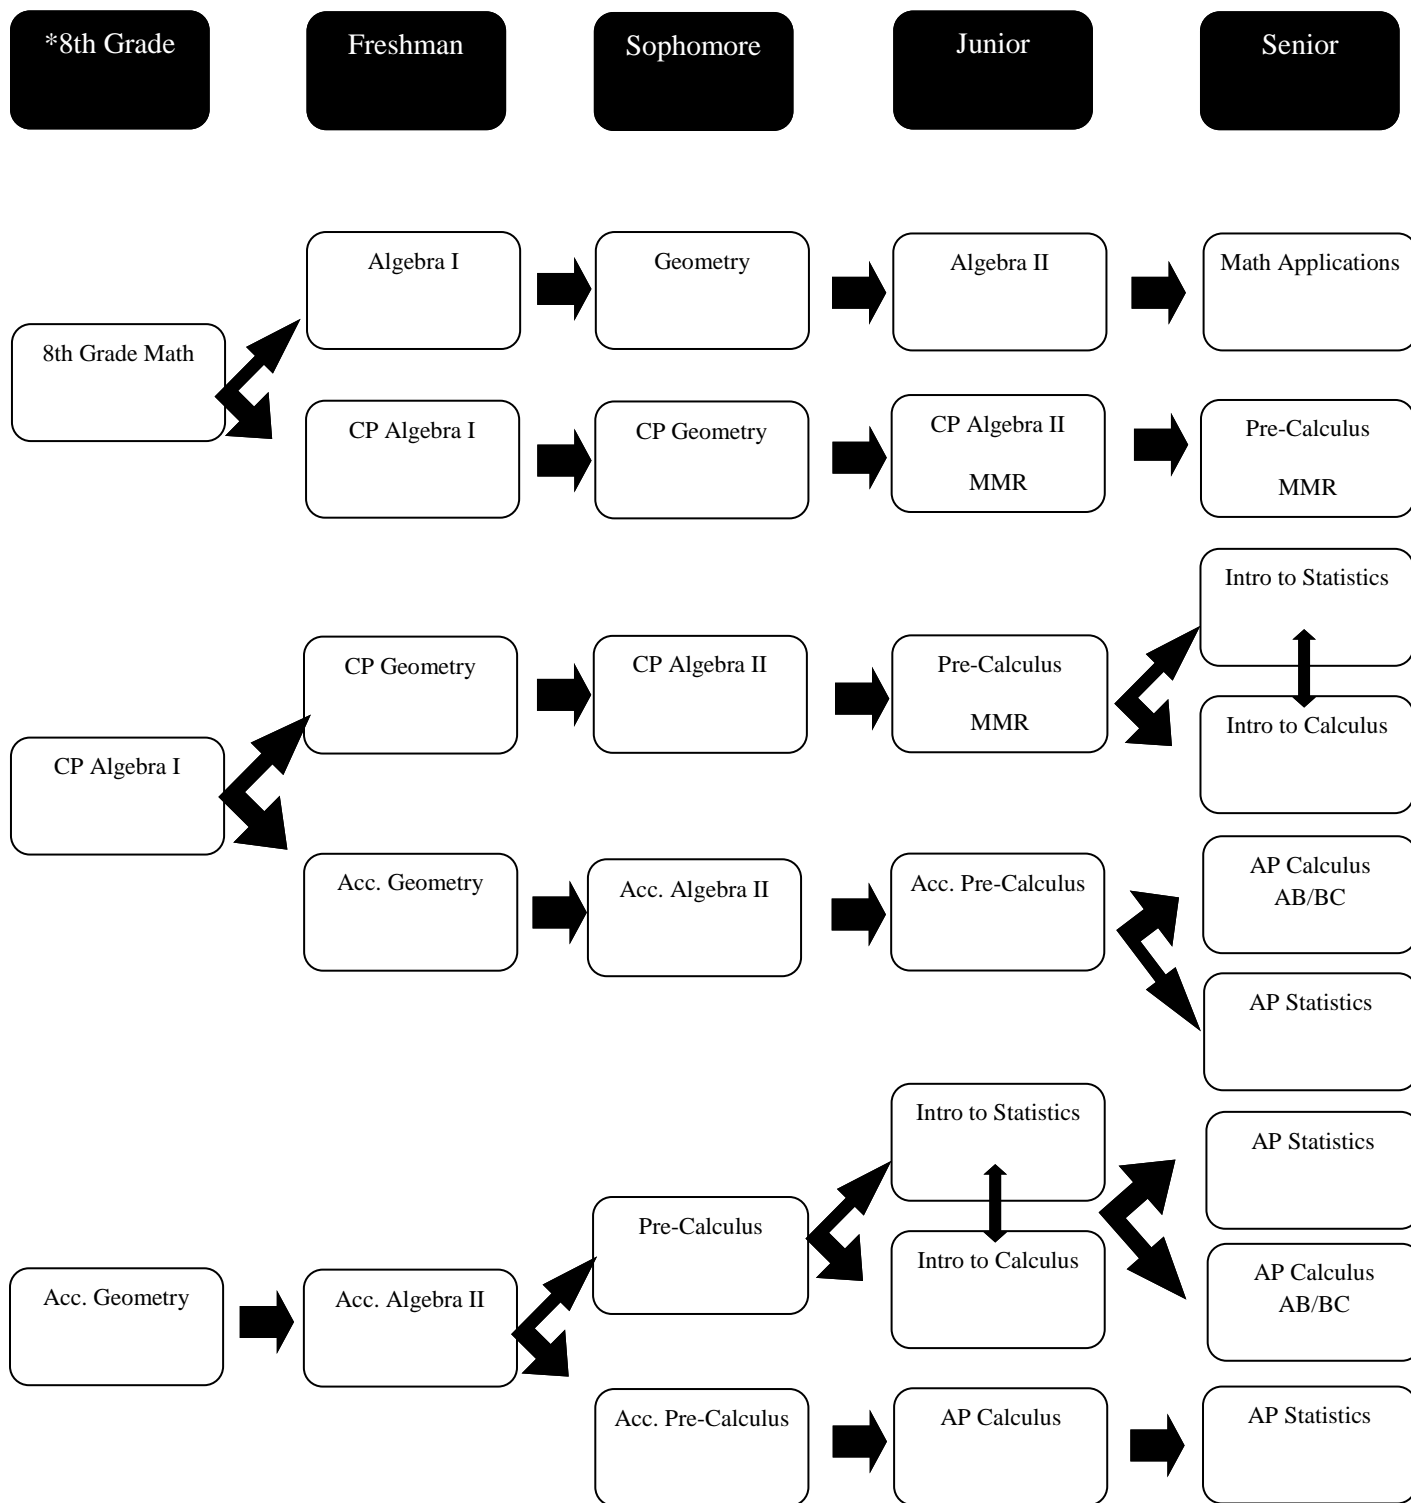 *8th Grade
Freshman
Sophomore
Junior
Senior
Algebra I
Geometry
Algebra II
Math Applications
8th Grade Math
CP Algebra I
CP Geometry
CP Algebra II
MMR
Pre-Calculus
MMR
Intro to Statistics
CP Geometry
CP Algebra II
Pre-Calculus
MMR
Intro to Calculus
CP Algebra I
Acc. Geometry
Acc. Algebra II
Acc. Pre-Calculus
AP Calculus
AB/BC
AP Statistics
Intro to Statistics
AP Statistics
Pre-Calculus
Intro to Calculus
AP Calculus
AB/BC
Acc. Geometry
Acc. Algebra II
Acc. Pre-Calculus
AP Calculus
AP Statistics